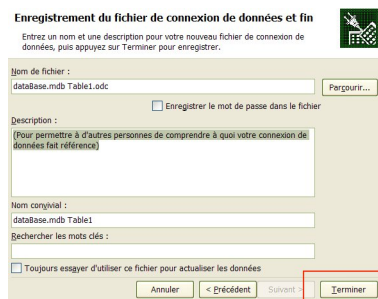 Enregistrement du fichier de connexion de données et fin
Entrez un nom et une description pour votre nouveau fichier de connexion de
données, puis appuyez sur Terminer pour enregistrer.
Nom de fichier :
dataBase.mdb Table1.odc
Parcourir...
Enregistrer le mot de passe dans le fichier
Description :
(Pour permettre à d'autres personnes de comprendre à quoi votre connexion de
données fait référence)
Nom convivial :
dataBase.mdb Table1
Rechercher les mots clés :
Toujours essayer d'utiliser ce fichier pour actualiser les données
Annuler
< Précédent
Suivant >
Terminer